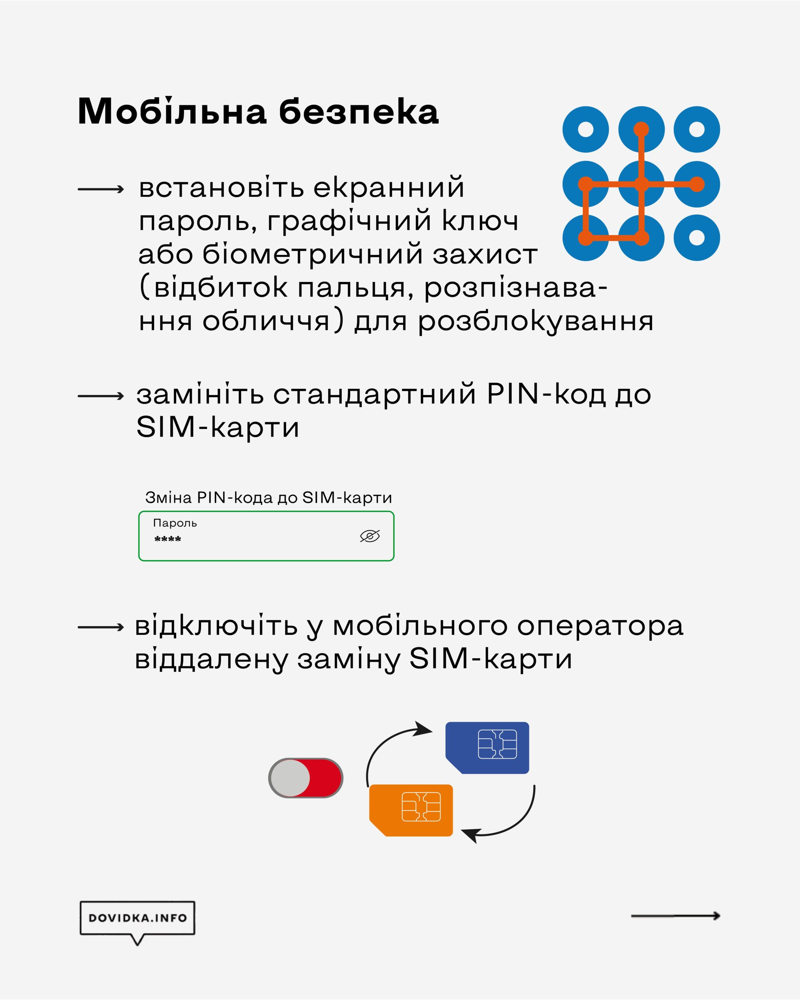 Мобільна безпека
встановіть екранний
пароль, графічний ключ
або біометричний захист
(відбиток пальця, розпізнава-
ння обличчя) для розблокування
замініть стандартний PIN-код до
SIM-карти
Зміна PIN-кода до SIM-карти
Пароль
****
відключіть у мобільного оператора
віддалену заміну SIM-карти
DOVIDKA.INFO